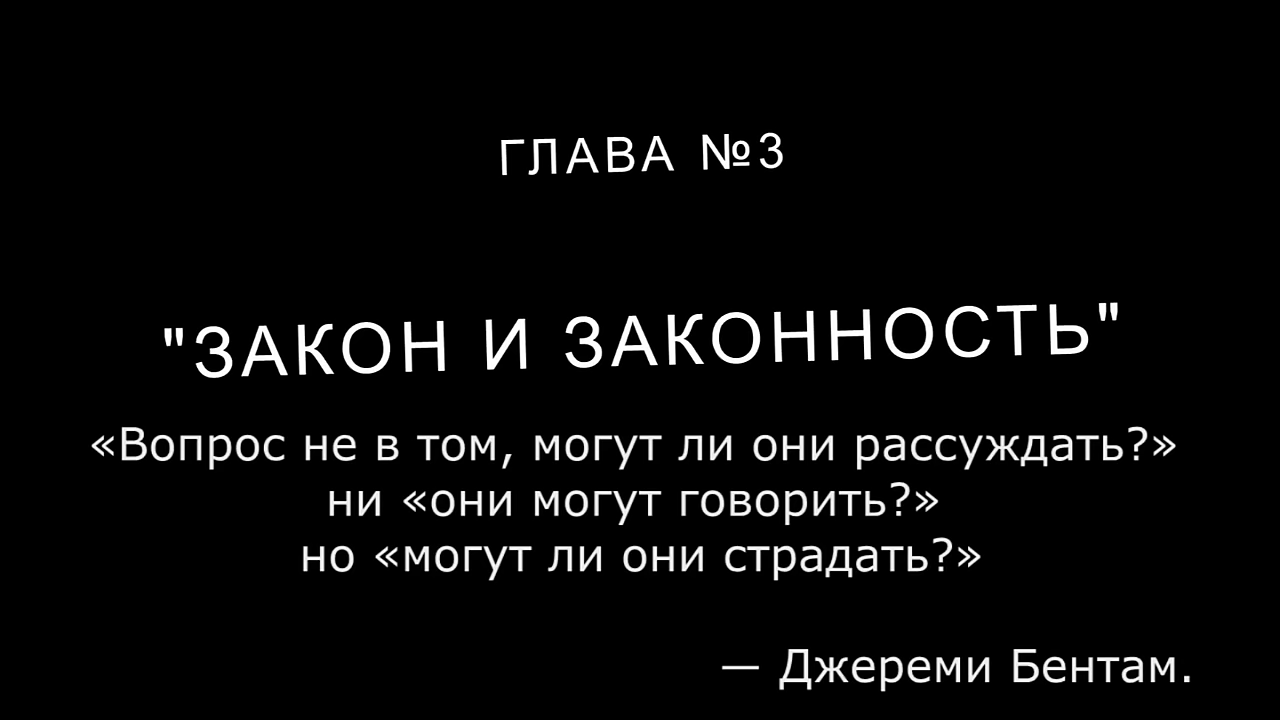 ГЛАВА №3
"ЗАКОН И ЗАКОННОСТЬ"
«Вопрос не в том, могут ли они рассуждать?»
ни «они могут говорить?»
но «могут ли они страдать?»
— Джереми Бентам.